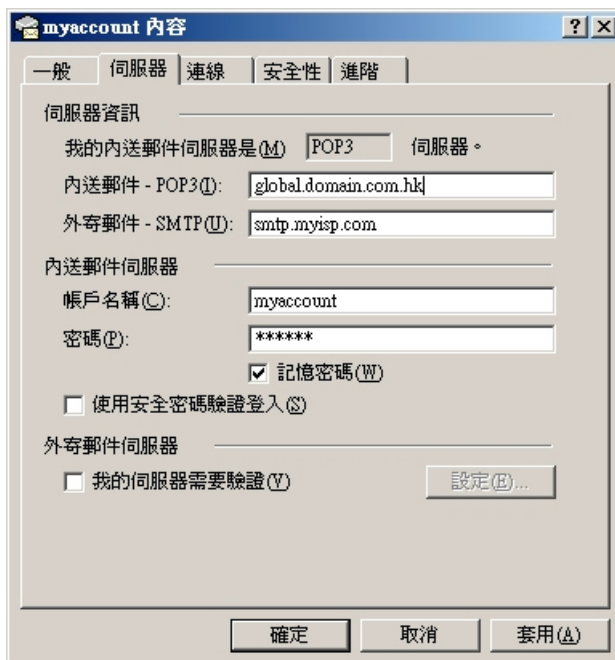 myaccount 內容
一般 伺服器 連線 安全性 進階
伺服器資訊
我的內送郵件伺服器是(M) POP3 伺服器。
內送郵件 - POP3(I): global.domain.com.hk
外寄郵件 - SMTP(U): smtp.myisp.com
內送郵件伺服器
帳戶名稱(C): myaccount
密碼(P): ******
記憶密碼(W)
使用安全密碼驗證登入(S)
外寄郵件伺服器
我的伺服器需要驗證(V) 設定(E)...
確定 取消 套用(A)